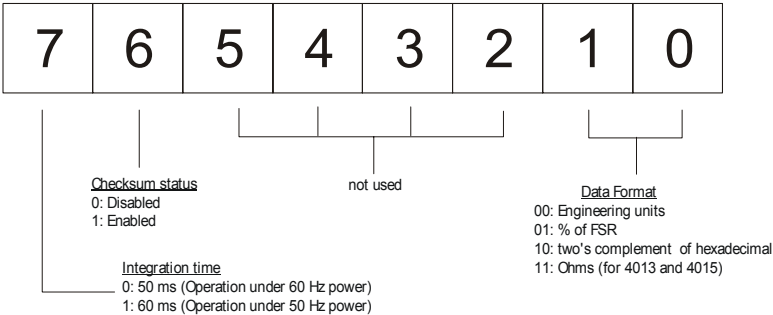 7 6 5 4 3 2 1 0
Checksum status
0: Disabled
1: Enabled
not used
Data Format
00: Engineering units
01: % of FSR
10: two's complement of hexadecimal
11: Ohms (for 4013 and 4015)
Integration time
0: 50 ms (Operation under 60 Hz power)
1: 60 ms (Operation under 50 Hz power)